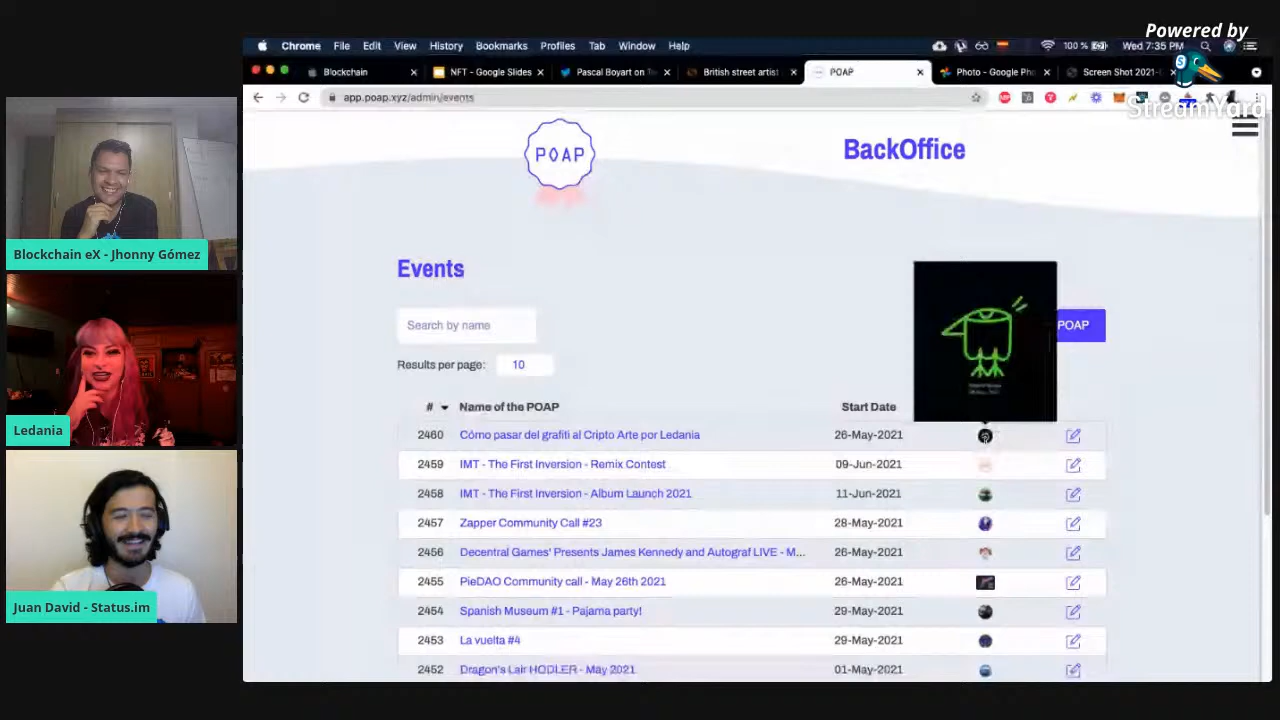 Powered by
StreamYard
Chrome File Edit View History Bookmarks Profiles Tab Window Help
100 % Wed 7:35 PM
Blockchain
NFT - Google Slides
Pascal Boyart on
British street artist
POAP
Photo - Google Pho
Screen Shot 2021-
app.poap.xyz/admin/events
POAP
BackOffice
Events
Search by name
POAP
Results per page: 10
# Name of the POAP Start Date
2460 Cómo pasar del grafiti al Cripto Arte por Ledania 26-May-2021
2459 IMT - The First Inversion - Remix Contest 09-Jun-2021
2458 IMT - The First Inversion - Album Launch 2021 11-Jun-2021
2457 Zapper Community Call #23 28-May-2021
2456 Decentral Games' Presents James Kennedy and Autograf LIVE - M... 26-May-2021
2455 PieDAO Community call - May 26th 2021 26-May-2021
2454 Spanish Museum #1 - Pajama party! 29-May-2021
2453 La vuelta #4 29-May-2021
2452 Dragon's Lair HODLER - May 2021 01-May-2021
Blockchain eX - Jhonny Gómez
Ledania
Juan David - Status.im